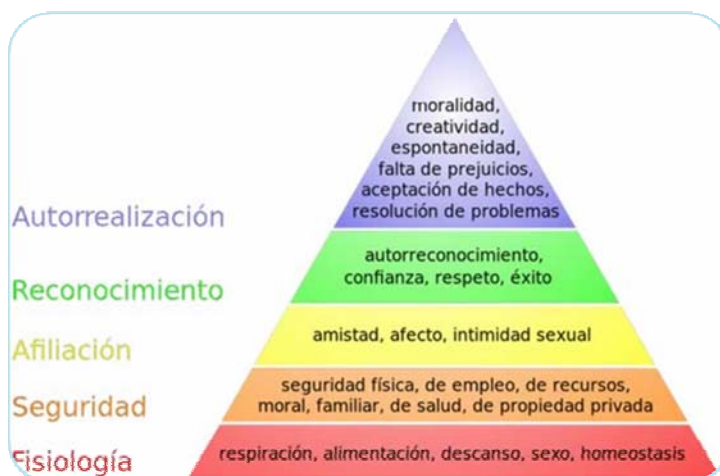 moralidad,
creatividad,
espontaneidad,
falta de prejuicios,
aceptación de hechos,
resolución de problemas
Autorrealización
autorreconocimiento,
confianza, respeto, éxito
Reconocimiento
amistad, afecto, intimidad sexual
Afiliación
seguridad física, de empleo, de recursos,
moral, familiar, de salud, de propiedad privada
Seguridad
respiración, alimentación, descanso, sexo, homeostasis
Fisiología